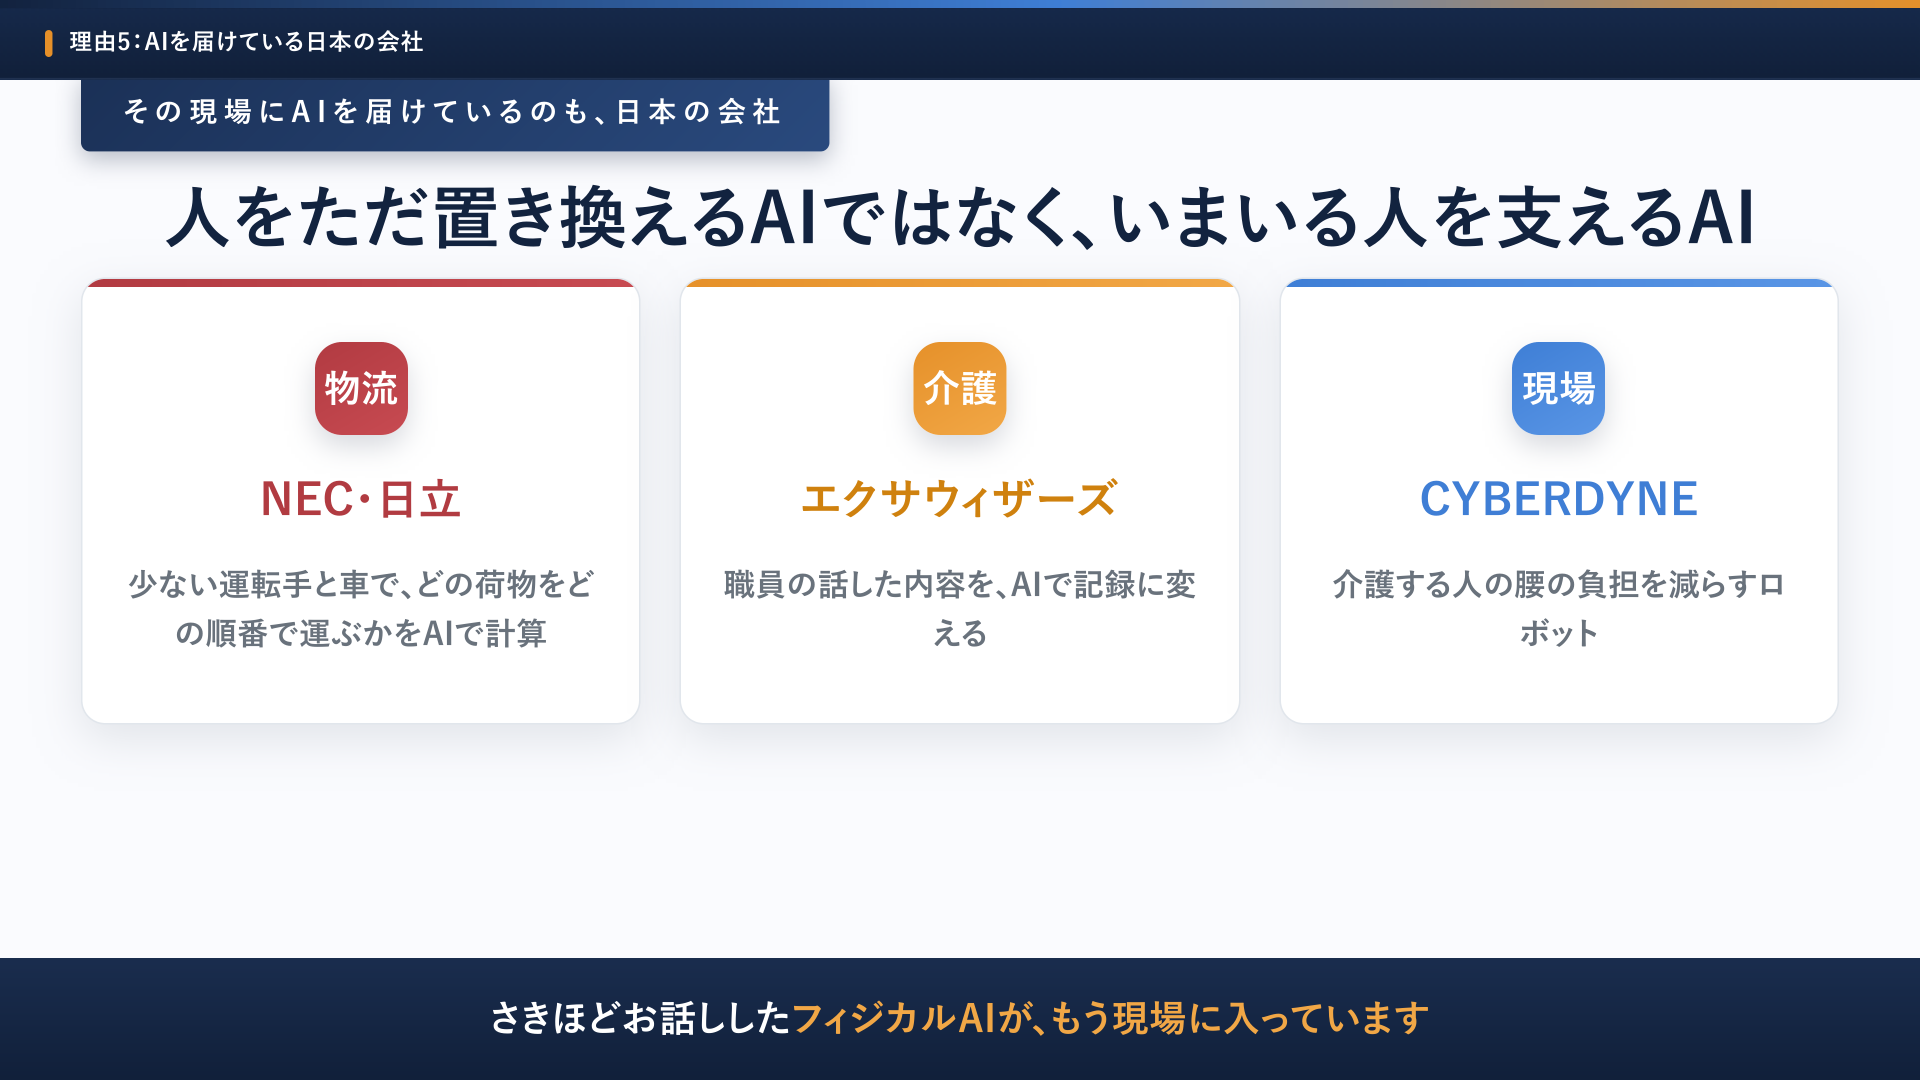 理由5：AIを届けている日本の会社
その現場にAIを届けているのも、日本の会社
人をただ置き換えるAIではなく、いまいる人を支えるAI
物流
NEC・日立
少ない運転手と車で、どの荷物をど
の順番で運ぶかをAIで計算
介護
エクサウィザーズ
職員の話した内容を、AIで記録に変
える
現場
CYBERDYNE
介護する人の腰の負担を減らすロ
ボット
さきほどお話ししたフィジカルAIが、もう現場に入っています